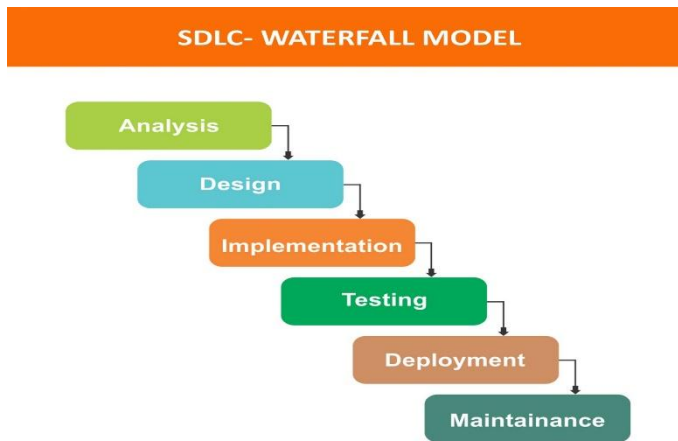 SDLC- WATERFALL MODEL
Analysis
Design
Implementation
Testing
Deployment
Maintainance